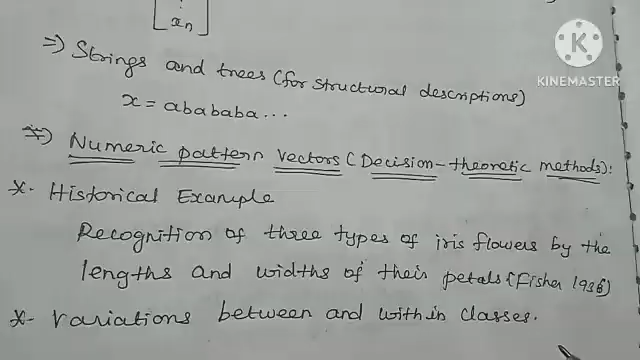 xn
K
KINEMASTER
=) Strings and trees (for structural descriptions)
x = abababa...
*) Numeric pattern vectors (Decision-theoretic methods):
*. Historical Example
Recognition of three types of iris flowers by the
lengths and widths of their petals (Fisher 1936)
*. Variations between and within classes.